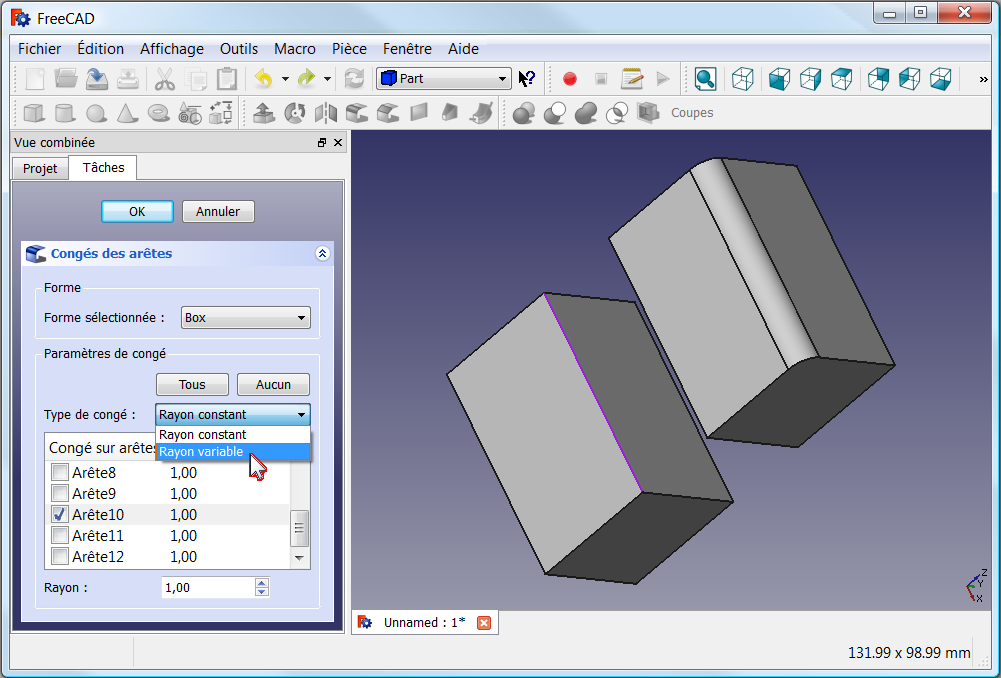 FreeCAD
Fichier Édition Affichage Outils Macro Pièce Fenêtre Aide
Part
»
Coupes
Vue combinée
Projet Tâches
OK Annuler
Congés des arêtes
Forme
Forme sélectionnée : Box
Paramètres de congé
Tous Aucun
Type de congé : Rayon constant
Rayon constant
Rayon variable
Congé sur arêtes
Arête8 1,00
Arête9 1,00
Arête10 1,00
Arête11 1,00
Arête12 1,00
Rayon : 1,00
Z
Y
X
Unnamed : 1*
131.99 x 98.99 mm